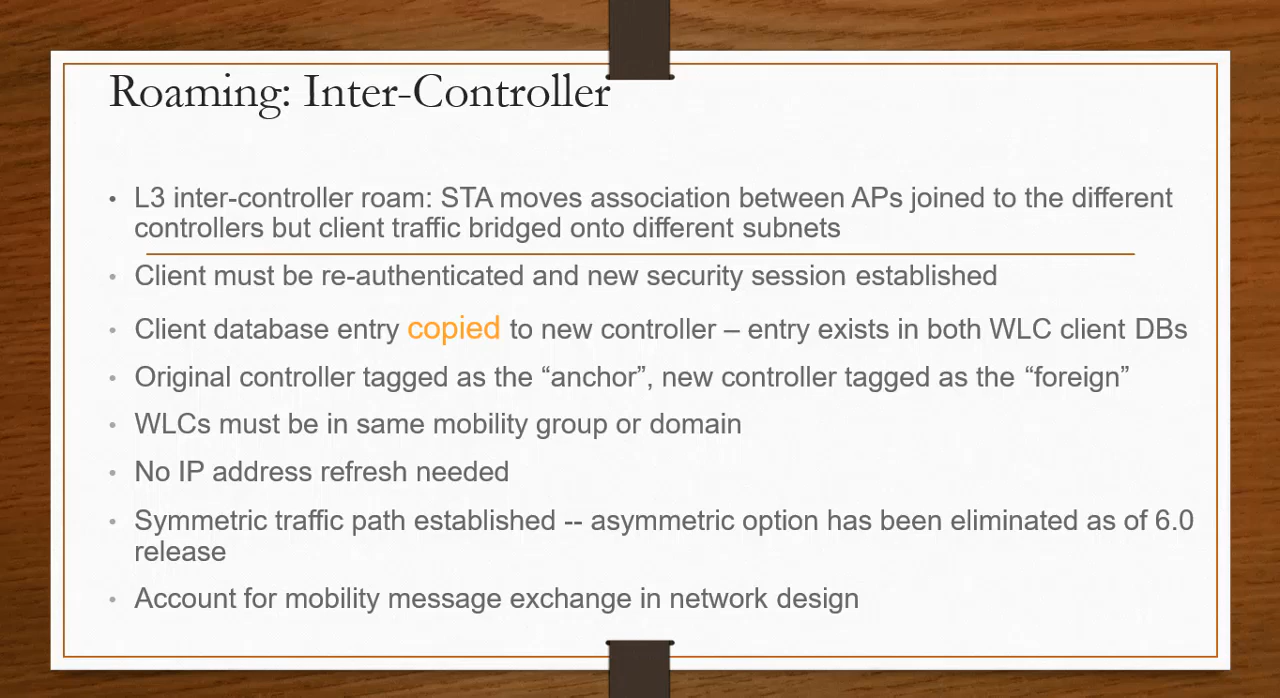 Roaming: Inter-Controller
• L3 inter-controller roam: STA moves association between APs joined to the different
controllers but client traffic bridged onto different subnets
• Client must be re-authenticated and new security session established
• Client database entry copied to new controller – entry exists in both WLC client DBs
• Original controller tagged as the “anchor”, new controller tagged as the “foreign”
• WLCs must be in same mobility group or domain
• No IP address refresh needed
• Symmetric traffic path established -- asymmetric option has been eliminated as of 6.0
release
• Account for mobility message exchange in network design